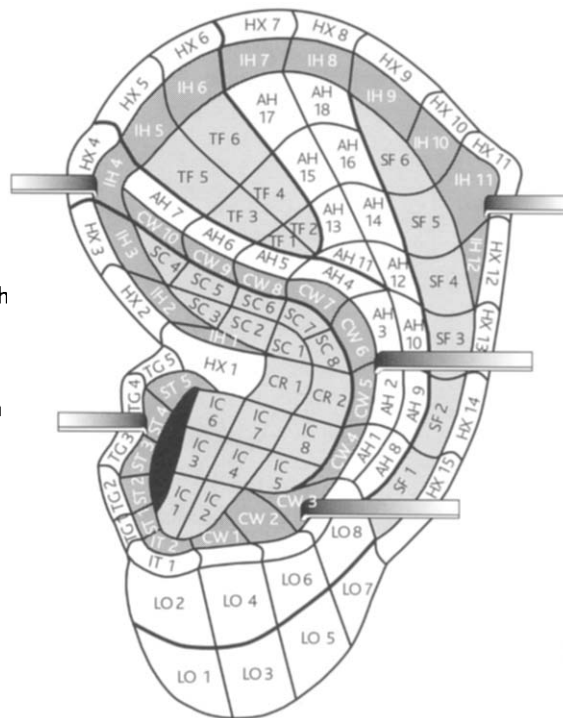 HX 7
HX 8
HX 6
HX 9
HX 5
HX 10
HX 4
HX 11
IH 7
IH 8
IH 6
IH 9
IH 5
IH 10
IH 4
IH 11
AH 17
AH 18
TF 6
AH 16
SF 6
AH 15
TF 5
TF 4
AH 7
TF 3
TF 2
AH 13
AH 14
SF 5
CW 10
AH 6
TF 1
HX 3
IH 3
SC 4
CW 9
AH 5
AH 11
IH 12
HX 12
SC 5
CW 8
AH 4
AH 12
SF 4
h
HX 2
IH 2
SC 3
SC 6
CW 7
SC 2
SC 7
CW 6
AH 3
AH 10
SF 3
HX 13
IH 1
SC 1
SC 8
TG 5
HX 1
TG 4
ST 5
CR 1
CR 2
CW 5
AH 2
AH 9
SF 2
HX 14
ST 4
IC 6
IC 7
IC 8
TG 3
ST 3
IC 3
IC 4
CW 4
AH 1
AH 8
TG 2
ST 2
IC 5
SF 1
HX 15
TG 1
ST 1
IC 1
IC 2
CW 3
IT 2
CW 1
CW 2
LO 8
IT 1
LO 6
LO 7
LO 2
LO 4
LO 5
LO 1
LO 3